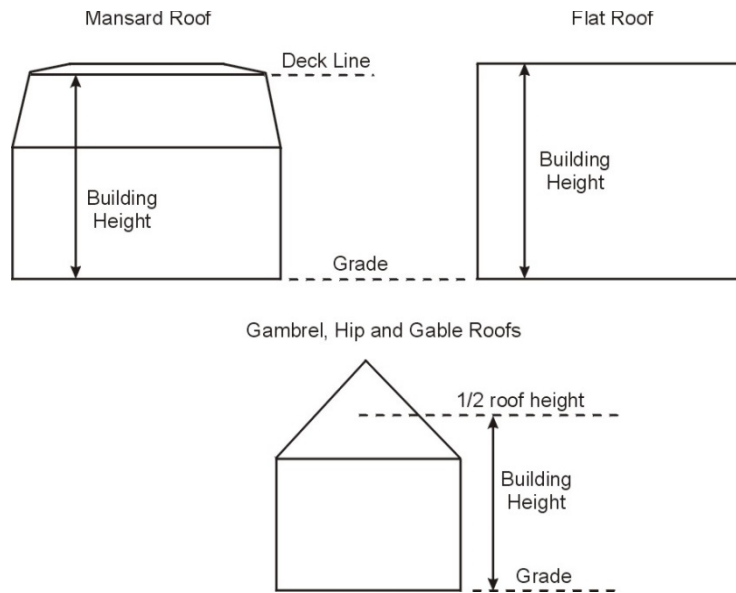 Mansard Roof
Flat Roof
Deck Line
Building
Height
Building
Height
Grade
Gambrel, Hip and Gable Roofs
1/2 roof height
Building
Height
Grade